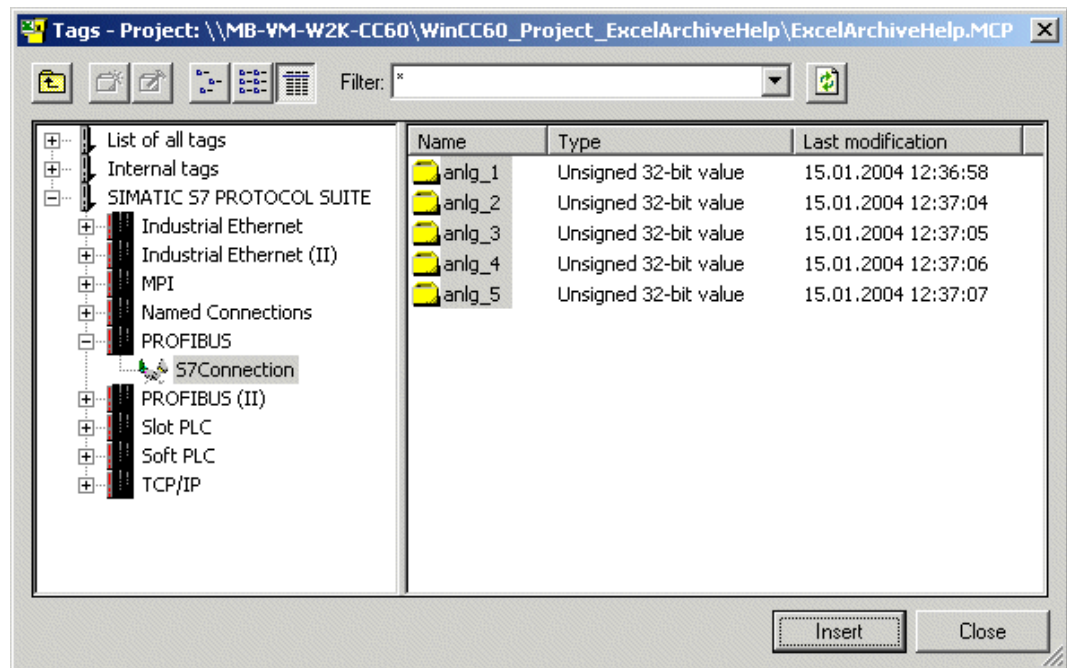 Tags - Project: \\MB-VM-W2K-CC60\WinCC60_Project_ExcelArchiveHelp\ExcelArchiveHelp.MCP
Filter: *
List of all tags
Internal tags
SIMATIC S7 PROTOCOL SUITE
Industrial Ethernet
Industrial Ethernet (II)
MPI
Named Connections
PROFIBUS
S7Connection
PROFIBUS (II)
Slot PLC
Soft PLC
TCP/IP
Name Type Last modification
anlg_1 Unsigned 32-bit value 15.01.2004 12:36:58
anlg_2 Unsigned 32-bit value 15.01.2004 12:37:04
anlg_3 Unsigned 32-bit value 15.01.2004 12:37:05
anlg_4 Unsigned 32-bit value 15.01.2004 12:37:06
anlg_5 Unsigned 32-bit value 15.01.2004 12:37:07
Insert Close